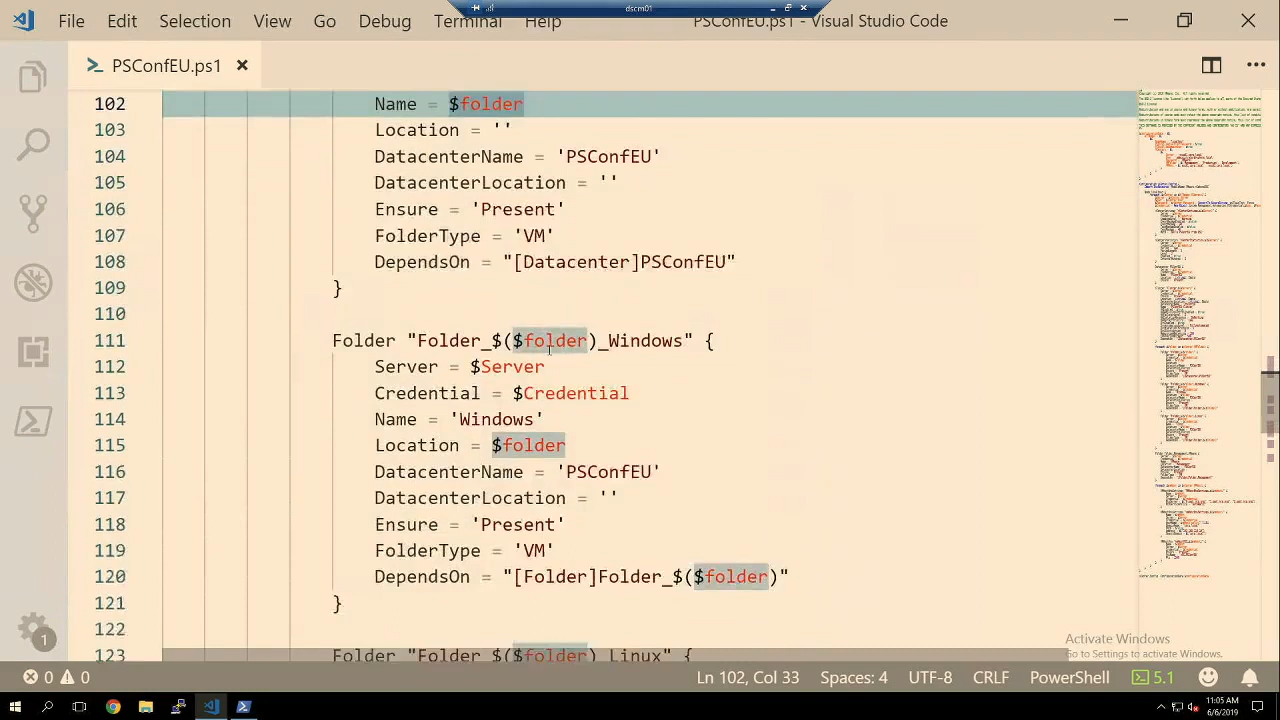 dscm01
File Edit Selection View Go Debug Terminal Help PSConfEU.ps1 - Visual Studio Code
PSConfEU.ps1
102 Name = $folder
103 Location = ''
104 DatacenterName = 'PSConfEU'
105 DatacenterLocation = ''
106 Ensure = 'Present'
107 FolderType = 'VM'
108 DependsOn = "[Datacenter]PSConfEU"
109 }
110
111 Folder "Folder_$($folder)_Windows" {
112 Server = $Server
113 Credential = $Credential
114 Name = 'Windows'
115 Location = $folder
116 DatacenterName = 'PSConfEU'
117 DatacenterLocation = ''
118 Ensure = 'Present'
119 FolderType = 'VM'
120 DependsOn = "[Folder]Folder_$($folder)"
121 }
122
123 Folder "Folder_$($folder)_Linux" {
Activate Windows
Go to Settings to activate Windows.
1
0 0 Ln 102, Col 33 Spaces: 4 UTF-8 CRLF PowerShell 5.1
11:05 AM
6/6/2019